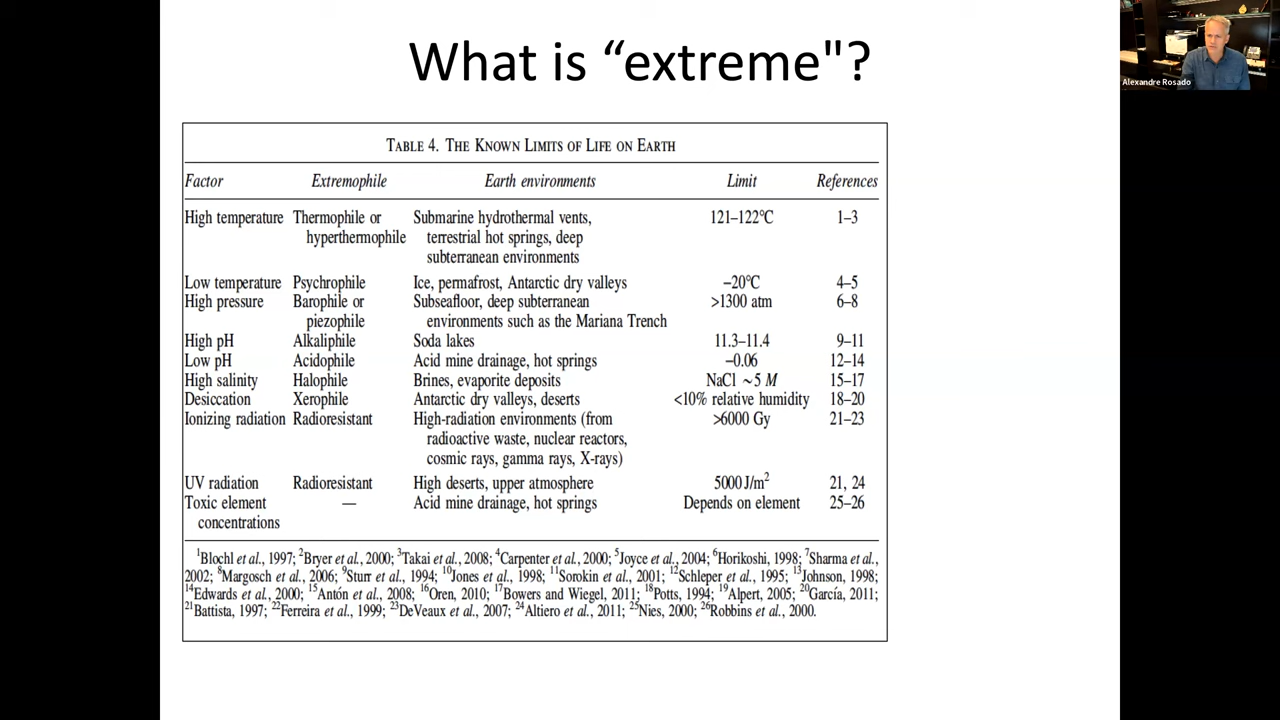 What is “extreme"?
Alexandre Rosado
TABLE 4. THE KNOWN LIMITS OF LIFE ON EARTH
Factor Extremophile Earth environments Limit References
High temperature Thermophile or Submarine hydrothermal vents, 121–122°C 1–3
hyperthermophile terrestrial hot springs, deep
subterranean environments
Low temperature Psychrophile Ice, permafrost, Antarctic dry valleys −20°C 4–5
High pressure Barophile or Subseafloor, deep subterranean >1300 atm 6–8
piezophile environments such as the Mariana Trench
High pH Alkaliphile Soda lakes 11.3–11.4 9–11
Low pH Acidophile Acid mine drainage, hot springs −0.06 12–14
High salinity Halophile Brines, evaporite deposits NaCl ~5 M 15–17
Desiccation Xerophile Antarctic dry valleys, deserts <10% relative humidity 18–20
Ionizing radiation Radioresistant High-radiation environments (from >6000 Gy 21–23
radioactive waste, nuclear reactors,
cosmic rays, gamma rays, X-rays)
UV radiation Radioresistant High deserts, upper atmosphere 5000 J/m² 21, 24
Toxic element — Acid mine drainage, hot springs Depends on element 25–26
concentrations
¹Blochl et al., 1997; ²Bryer et al., 2000; ³Takai et al., 2008; ⁴Carpenter et al., 2000; ⁵Joyce et al., 2004; ⁶Horikoshi, 1998; ⁷Sharma et al.,
2002; ⁸Margosch et al., 2006; ⁹Sturr et al., 1994; ¹⁰Jones et al., 1998; ¹¹Sorokin et al., 2001; ¹²Schleper et al., 1995; ¹³Johnson, 1998;
¹⁴Edwards et al., 2000; ¹⁵Antón et al., 2008; ¹⁶Oren, 2010; ¹⁷Bowers and Wiegel, 2011; ¹⁸Potts, 1994; ¹⁹Alpert, 2005; ²⁰García, 2011;
²¹Battista, 1997; ²²Ferreira et al., 1999; ²³DeVeaux et al., 2007; ²⁴Altiero et al., 2011; ²⁵Nies, 2000; ²⁶Robbins et al., 2000.